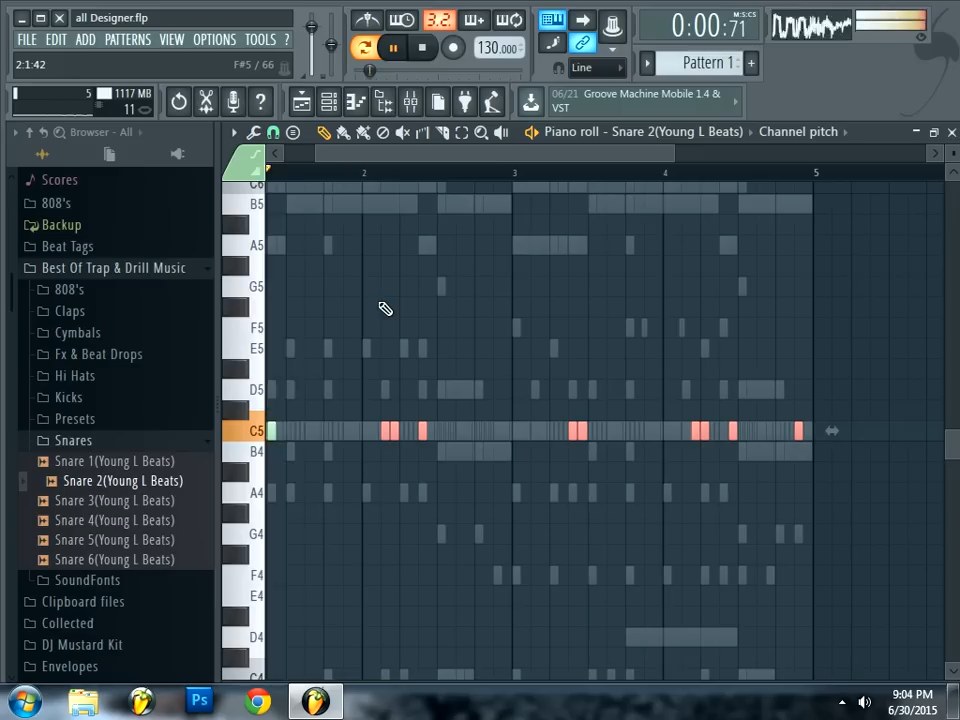 all Designer.flp
FILE EDIT ADD PATTERNS VIEW OPTIONS TOOLS ?
2:1:42 F#5 / 66
5 1117 MB
11
3.2
130.000
Line
0:00:71 M:S:CS
Pattern 1
06/21 Groove Machine Mobile 1.4 & VST
Browser - All
Piano roll - Snare 2(Young L Beats) Channel pitch
2 3 4 5
Scores
808's
Backup
Beat Tags
Best Of Trap & Drill Music
808's
Claps
Cymbals
Fx & Beat Drops
Hi Hats
Kicks
Presets
Snares
Snare 1(Young L Beats)
Snare 2(Young L Beats)
Snare 3(Young L Beats)
Snare 4(Young L Beats)
Snare 5(Young L Beats)
Snare 6(Young L Beats)
SoundFonts
Clipboard files
Collected
DJ Mustard Kit
Envelopes
C6
B5
A5
G5
F5
E5
D5
C5
B4
A4
G4
F4
E4
D4
C4
Ps
9:04 PM
6/30/2015